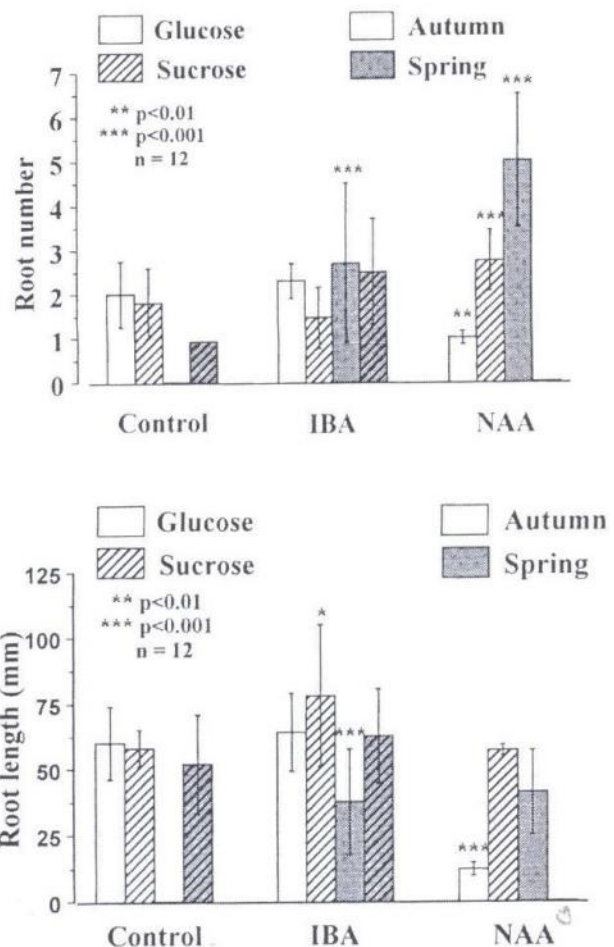 Glucose Autumn
Sucrose Spring
** p<0.01
*** p<0.001
n = 12
Root number
7
6
5
4
3
2
1
0
***
***
***
**
Control IBA NAA
Glucose Autumn
Sucrose Spring
** p<0.01
*** p<0.001
n = 12
Root length (mm)
125
100
75
50
25
0
*
***
***
Control IBA NAA